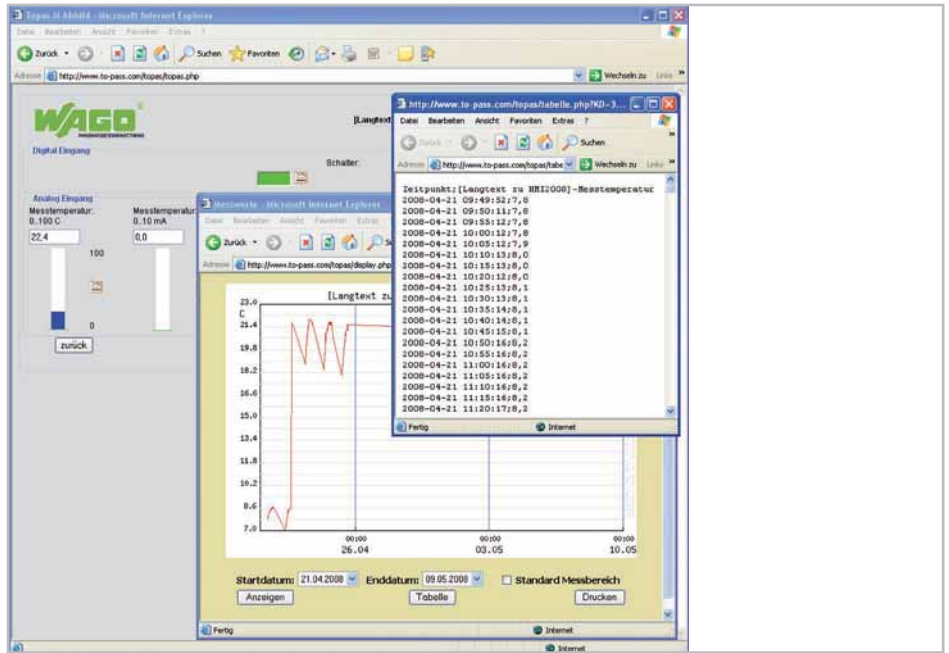 Topas III Abbild - Microsoft Internet Explorer
Datei Bearbeiten Ansicht Favoriten Extras ?
Zurück Suchen Favoriten
Adresse http://www.to-pass.com/topas/topas.php Wechseln zu Links »
WAGO
[Langtext
Digital Eingang
Schalter:
Analog Eingang
Messtemperatur: Messtemperatur
0..100 C 0..10 mA
22,4 0,0
100
0
zurück
Messwerte - Microsoft Internet Explorer
Datei Bearbeiten Ansicht Favoriten Extras ?
Zurück
Adresse http://www.to-pass.com/topas/display.php
[Langtext zu
23.0
C
21.4
19.8
18.2
16.6
15.0
13.4
11.8
10.2
8.6
7.0
00:00 00:00 00:00
26.04 03.05 10.05
Startdatum: 21.04.2008 Enddatum: 09.05.2008 Standard Messbereich
Anzeigen Tabelle Drucken
Fertig Internet
http://www.to-pass.com/topas/tabelle.php?KD-3...
Datei Bearbeiten Ansicht Favoriten Extras ?
Zurück Suchen »
Adresse http://www.to-pass.com/topas/tabe Wechseln zu Links »
Zeitpunkt;[Langtext zu HMI2008]-Messtemperatur
2008-04-21 09:49:52;7,8
2008-04-21 09:50:11;7,8
2008-04-21 09:55:12;7,8
2008-04-21 10:00:12;7,8
2008-04-21 10:05:12;7,9
2008-04-21 10:10:13;8,0
2008-04-21 10:15:13;8,0
2008-04-21 10:20:12;8,0
2008-04-21 10:25:13;8,1
2008-04-21 10:30:13;8,1
2008-04-21 10:35:14;8,1
2008-04-21 10:40:14;8,1
2008-04-21 10:45:15;8,1
2008-04-21 10:50:16;8,2
2008-04-21 10:55:16;8,2
2008-04-21 11:00:16;8,2
2008-04-21 11:05:16;8,2
2008-04-21 11:10:16;8,2
2008-04-21 11:15:16;8,2
2008-04-21 11:20:17;8,2
Fertig Internet
Internet